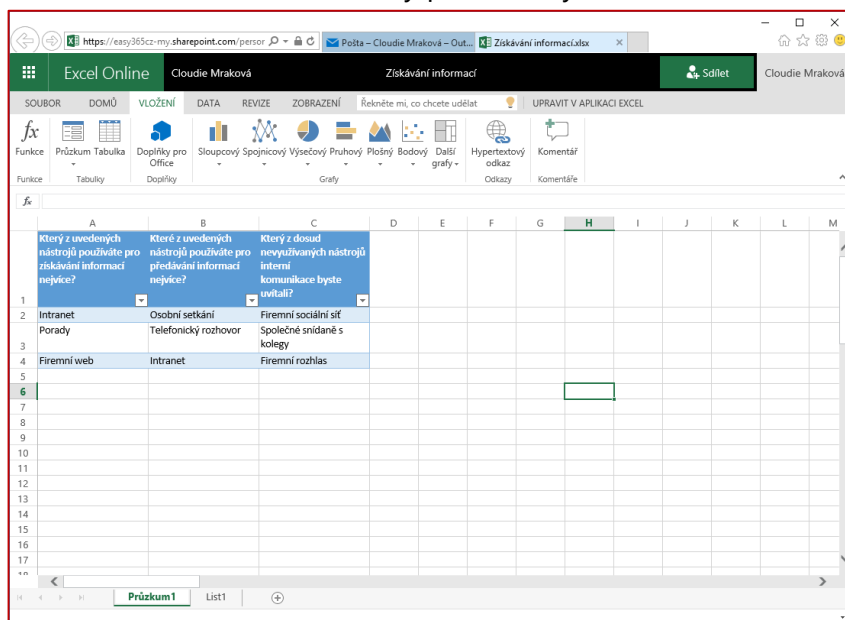 https://easy365cz-my.sharepoint.com/persor
Pošta – Cloudie Mraková – Out...
Získávání informací.xlsx
Excel Online
Cloudie Mraková
Získávání informací
Sdílet
Cloudie Mraková
SOUBOR DOMŮ VLOŽENÍ DATA REVIZE ZOBRAZENÍ Řekněte mi, co chcete udělat UPRAVIT V APLIKACI EXCEL
Funkce Průzkum Tabulka Doplňky pro Sloupcový Spojnicový Výsečový Pruhový Plošný Bodový Další Hypertextový Komentář
Office grafy odkaz
Funkce Tabulky Doplňky Grafy Odkazy Komentáře
fx
A B C D E F G H I J K L M
Který z uvedených Které z uvedených Který z dosud
nástrojů používáte pro nástrojů používáte pro nevyužívaných nástrojů
získávání informací předávání informací interní
nejvíce? nejvíce? komunikace byste
1 uvítali?
2 Intranet Osobní setkání Firemní sociální síť
Porady Telefonický rozhovor Společné snídaně s
3 kolegy
4 Firemní web Intranet Firemní rozhlas
5
6
7
8
9
10
11
12
13
14
15
16
17
Průzkum1 List1